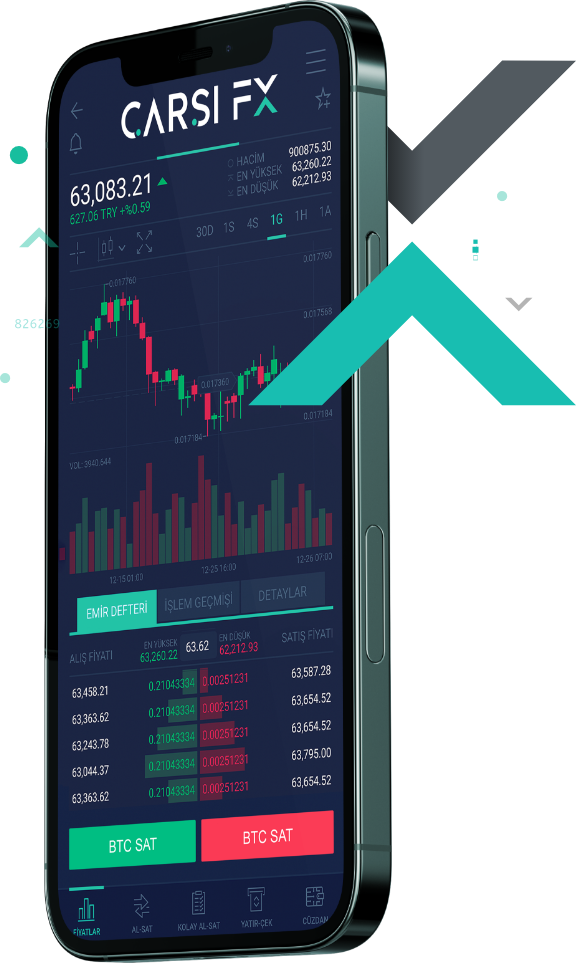 CARSI FX
63,083.21
627.06 TRY +%0.59
HACİM 900875.30
EN YÜKSEK 63,260.22
EN DÜŞÜK 62,212.93
30D 1S 4S 1G 1H 1A
0.017760
0.017760
826269
0.017568
0.017360
0.017184
0.017184
VOL: 3940.544
12-15 01:00 12-25 16:00 12-26 07:00
EMİR DEFTERİ İŞLEM GEÇMİŞİ DETAYLAR
ALIŞ FİYATI EN YÜKSEK 63,260.22 63.62 EN DÜŞÜK 62,212.93 SATIŞ FİYATI
63,458.21 0.21043334 0.00251231 63,587.28
63,363.62 0.21043334 0.00251231 63,654.52
63,243.78 0.21043334 0.00251231 63,654.52
63,044.37 0.21043334 0.00251231 63,795.00
63,363.62 0.21043334 0.00251231 63,654.52
BTC SAT BTC SAT
FİYATLAR AL-SAT KOLAY AL-SAT YATIR-ÇEK CÜZDAN